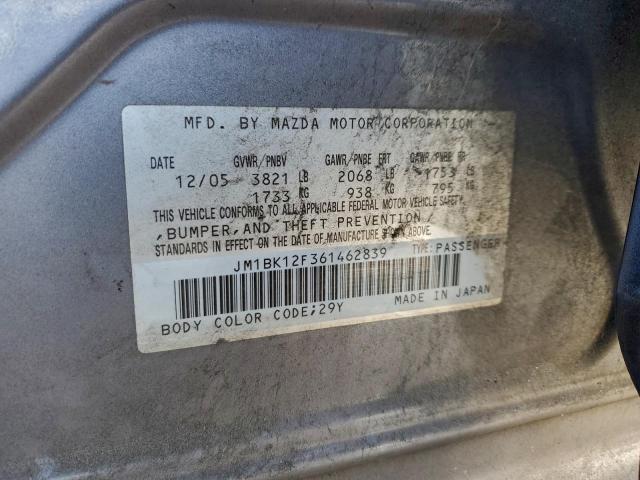 MFD. BY MAZDA MOTOR CORPORATION
DATE GVWR/PNBV GAWR/PNBE FRT GAWR/PNBE RR
12/05 3821 LB 2068 LB 1753 LB
1733 KG 938 KG 795 KG
THIS VEHICLE CONFORMS TO ALL APPLICABLE FEDERAL MOTOR VEHICLE SAFETY,
,BUMPER,AND THEFT PREVENTION,
STANDARDS IN EFFECT ON THE DATE OF MANUFACTURE SHOWN ABOVE.
JM1BK12F361462839 TYPE:PASSENGER
MADE IN JAPAN
BODY COLOR CODE;29Y